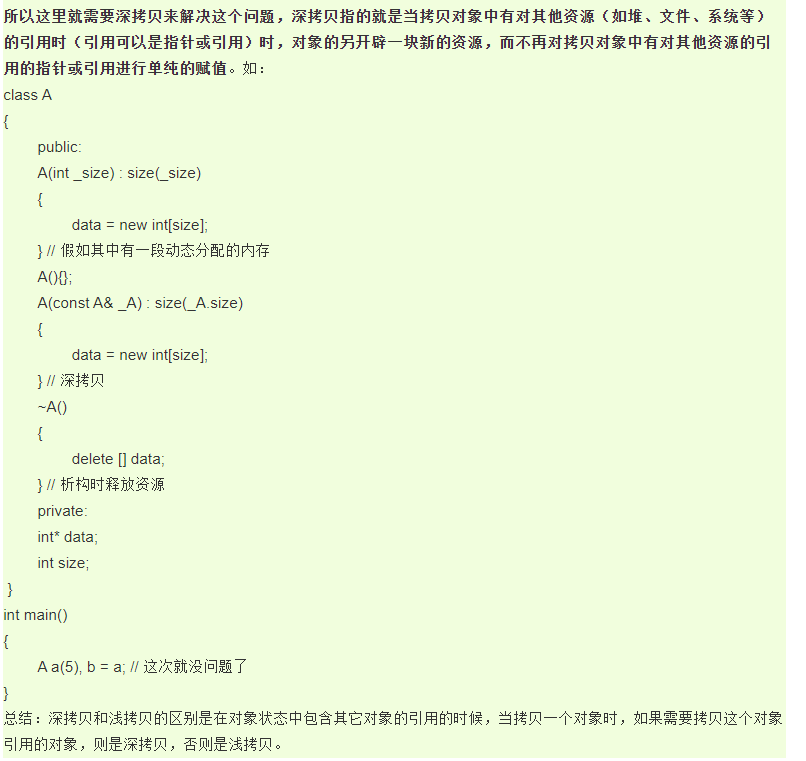 所以这里就需要深拷贝来解决这个问题，深拷贝指的就是当拷贝对象中有对其他资源（如堆、文件、系统等）
的引用时（引用可以是指针或引用）时，对象的另开辟一块新的资源，而不再对拷贝对象中有对其他资源的引
用的指针或引用进行单纯的赋值。如：
class A
{
public:
A(int _size) : size(_size)
{
data = new int[size];
} // 假如其中有一段动态分配的内存
A(){};
A(const A& _A) : size(_A.size)
{
data = new int[size];
} // 深拷贝
~A()
{
delete [] data;
} // 析构时释放资源
private:
int* data;
int size;
}
int main()
{
A a(5), b = a; // 这次就没问题了
}
总结：深拷贝和浅拷贝的区别是在对象状态中包含其它对象的引用的时候，当拷贝一个对象时，如果需要拷贝这个对象
引用的对象，则是深拷贝，否则是浅拷贝。